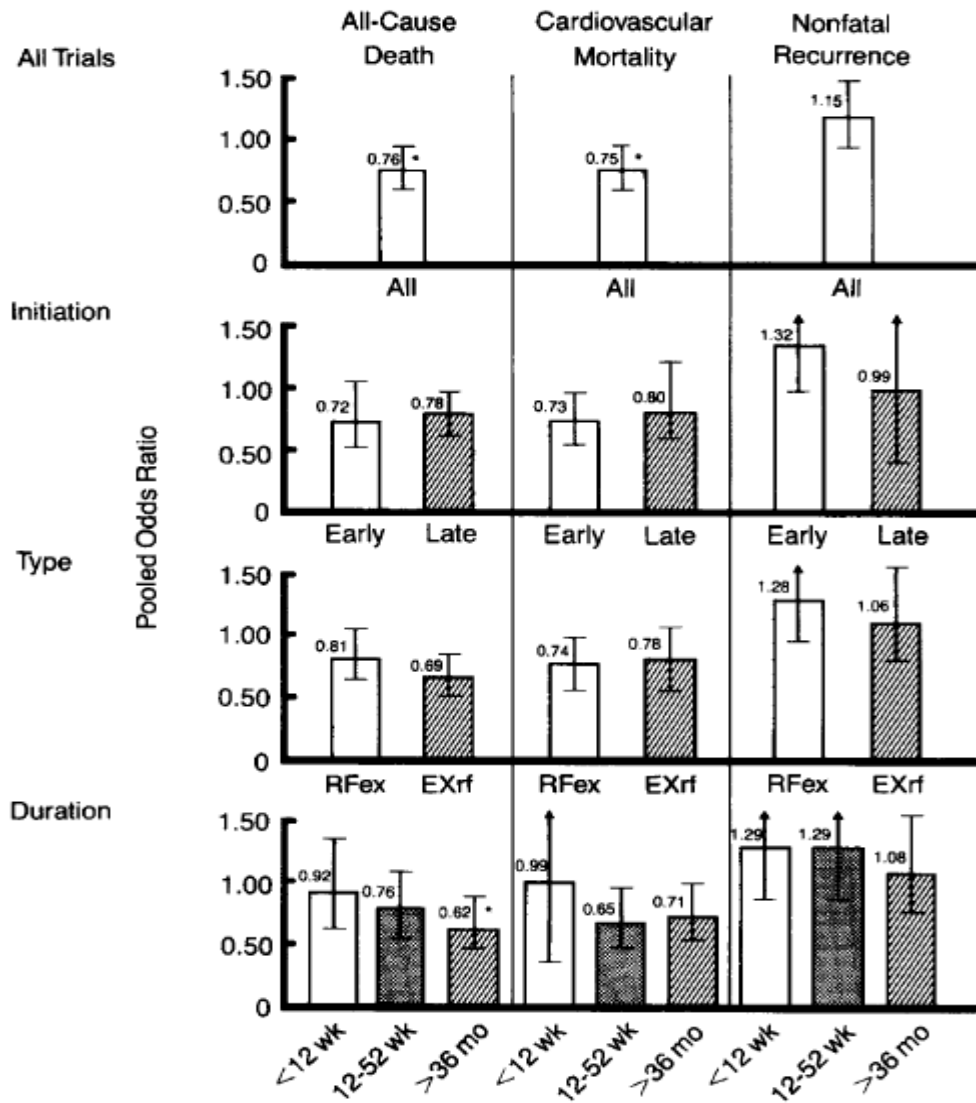 All-Cause Death
Cardiovascular Mortality
Nonfatal Recurrence
All Trials
Pooled Odds Ratio
1.50
1.00
0.50
0
0.76 *
0.75 *
1.15
All
All
All
Initiation
1.50
1.00
0.50
0
0.72
0.78
0.73
0.80
1.32
0.99
Early
Late
Early
Late
Early
Late
Type
1.50
1.00
0.50
0
0.81
0.69
0.74
0.78
1.28
1.06
RFex
EXrf
RFex
EXrf
RFex
EXrf
Duration
1.50
1.00
0.50
0
0.92
0.76
0.62 *
0.99
0.65
0.71
1.29
1.29
1.08
<12 wk
12-52 wk
>36 mo
<12 wk
12-52 wk
>36 mo
<12 wk
12-52 wk
>36 mo